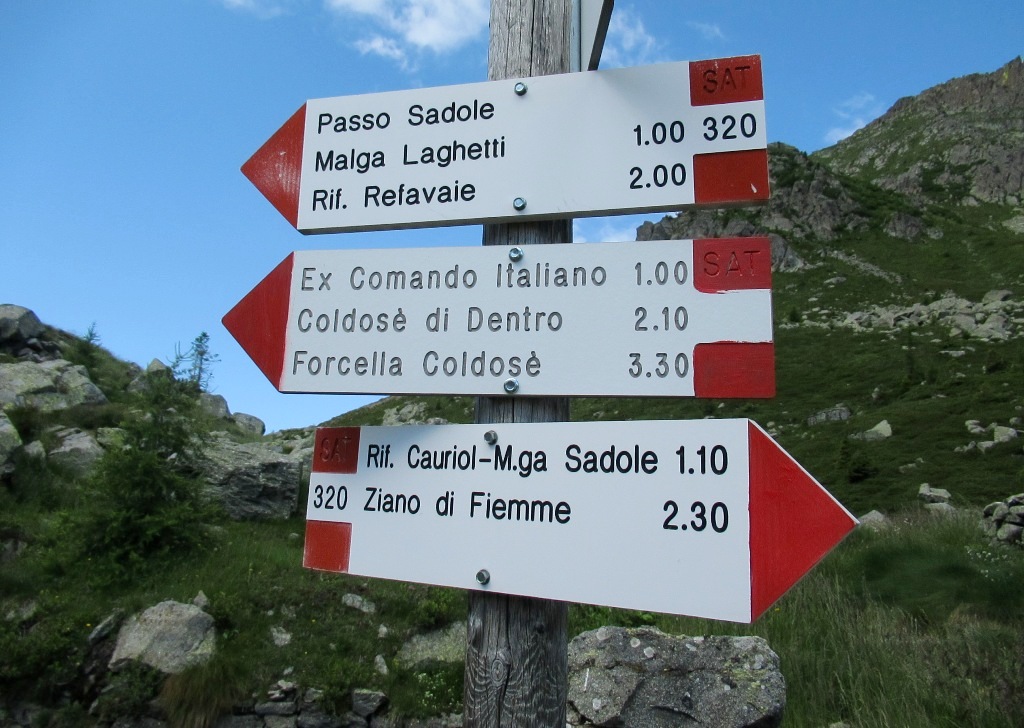 SAT
Passo Sadole
Malga Laghetti 1.00 320
Rif. Refavaie 2.00
SAT
Ex Comando Italiano 1.00
Coldosè di Dentro 2.10
Forcella Coldosè 3.30
SAT
Rif. Cauriol-M.ga Sadole 1.10
320 Ziano di Fiemme 2.30